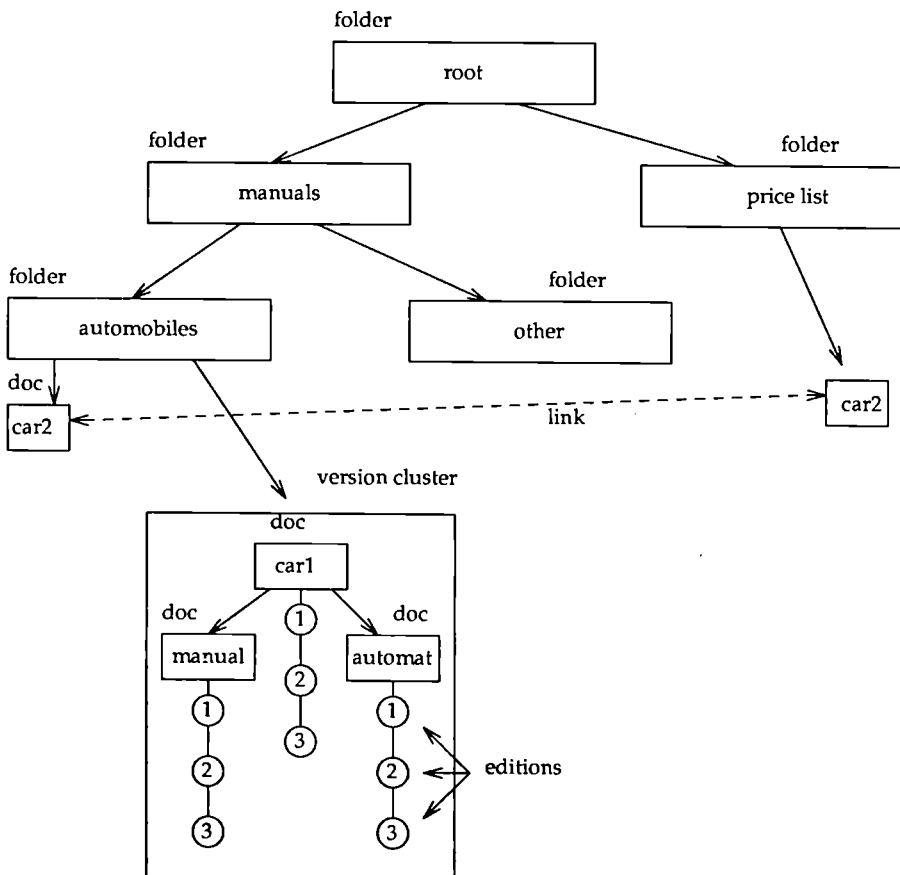 folder
root
folder
folder
manuals
price list
folder
folder
automobiles
other
doc
car2
link
car2
version cluster
doc
car1
doc
1
doc
manual
automat
2
1
1
3
2
2
editions
3
3